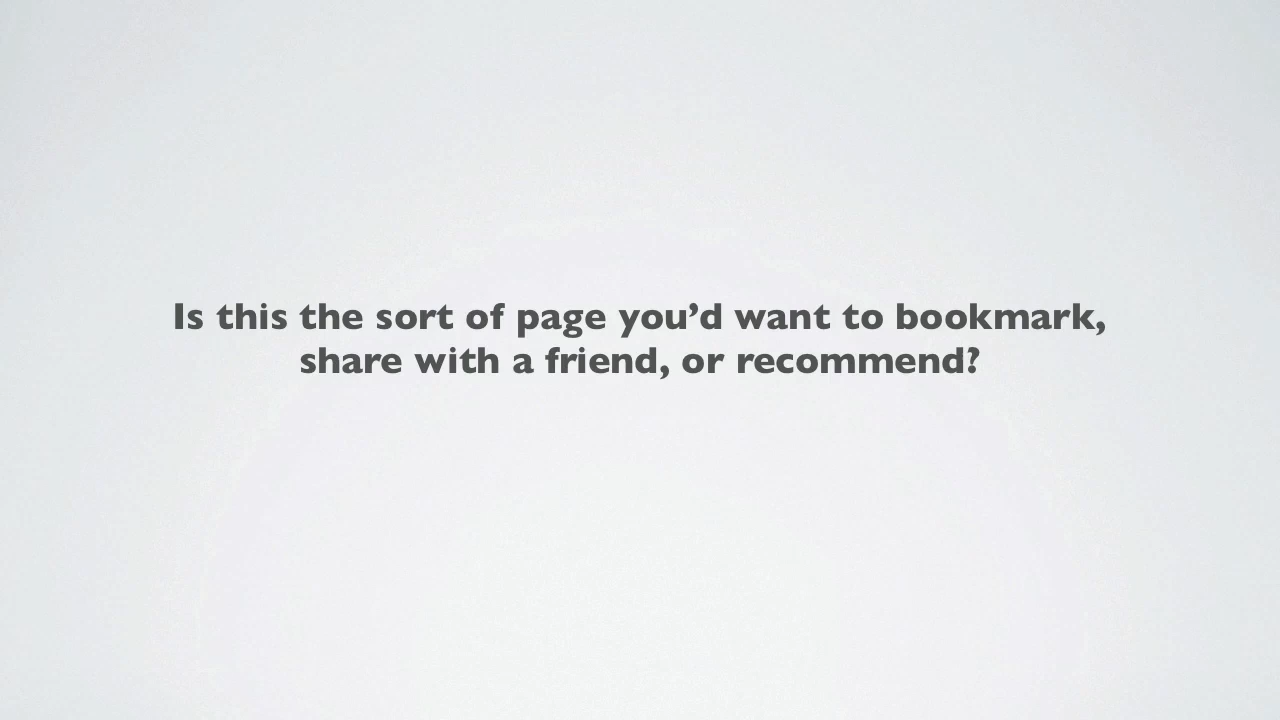 Is this the sort of page you’d want to bookmark,
share with a friend, or recommend?